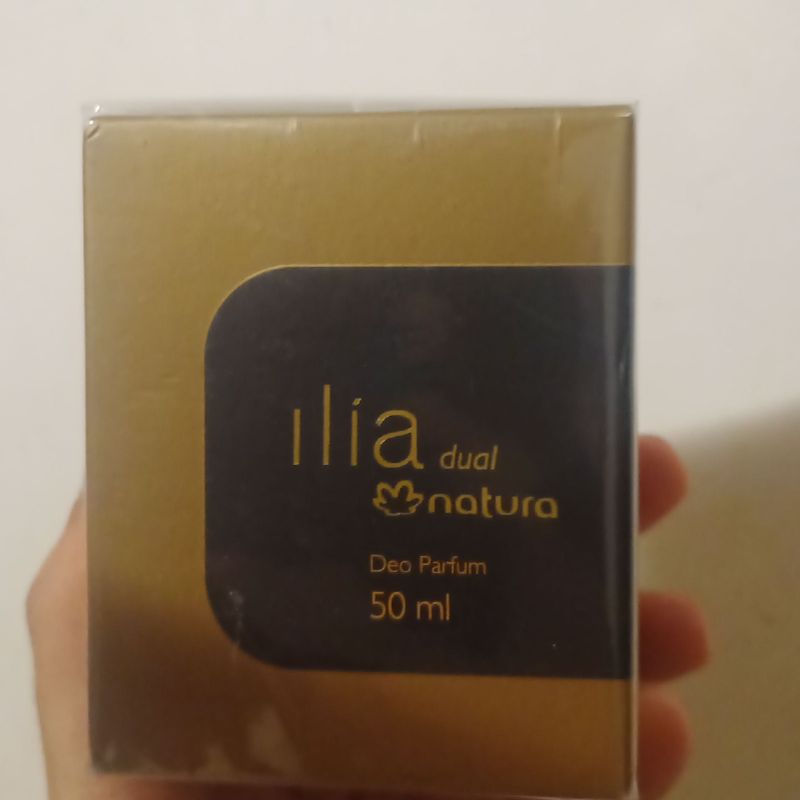 ilía dual
natura
Deo Parfum
50 ml